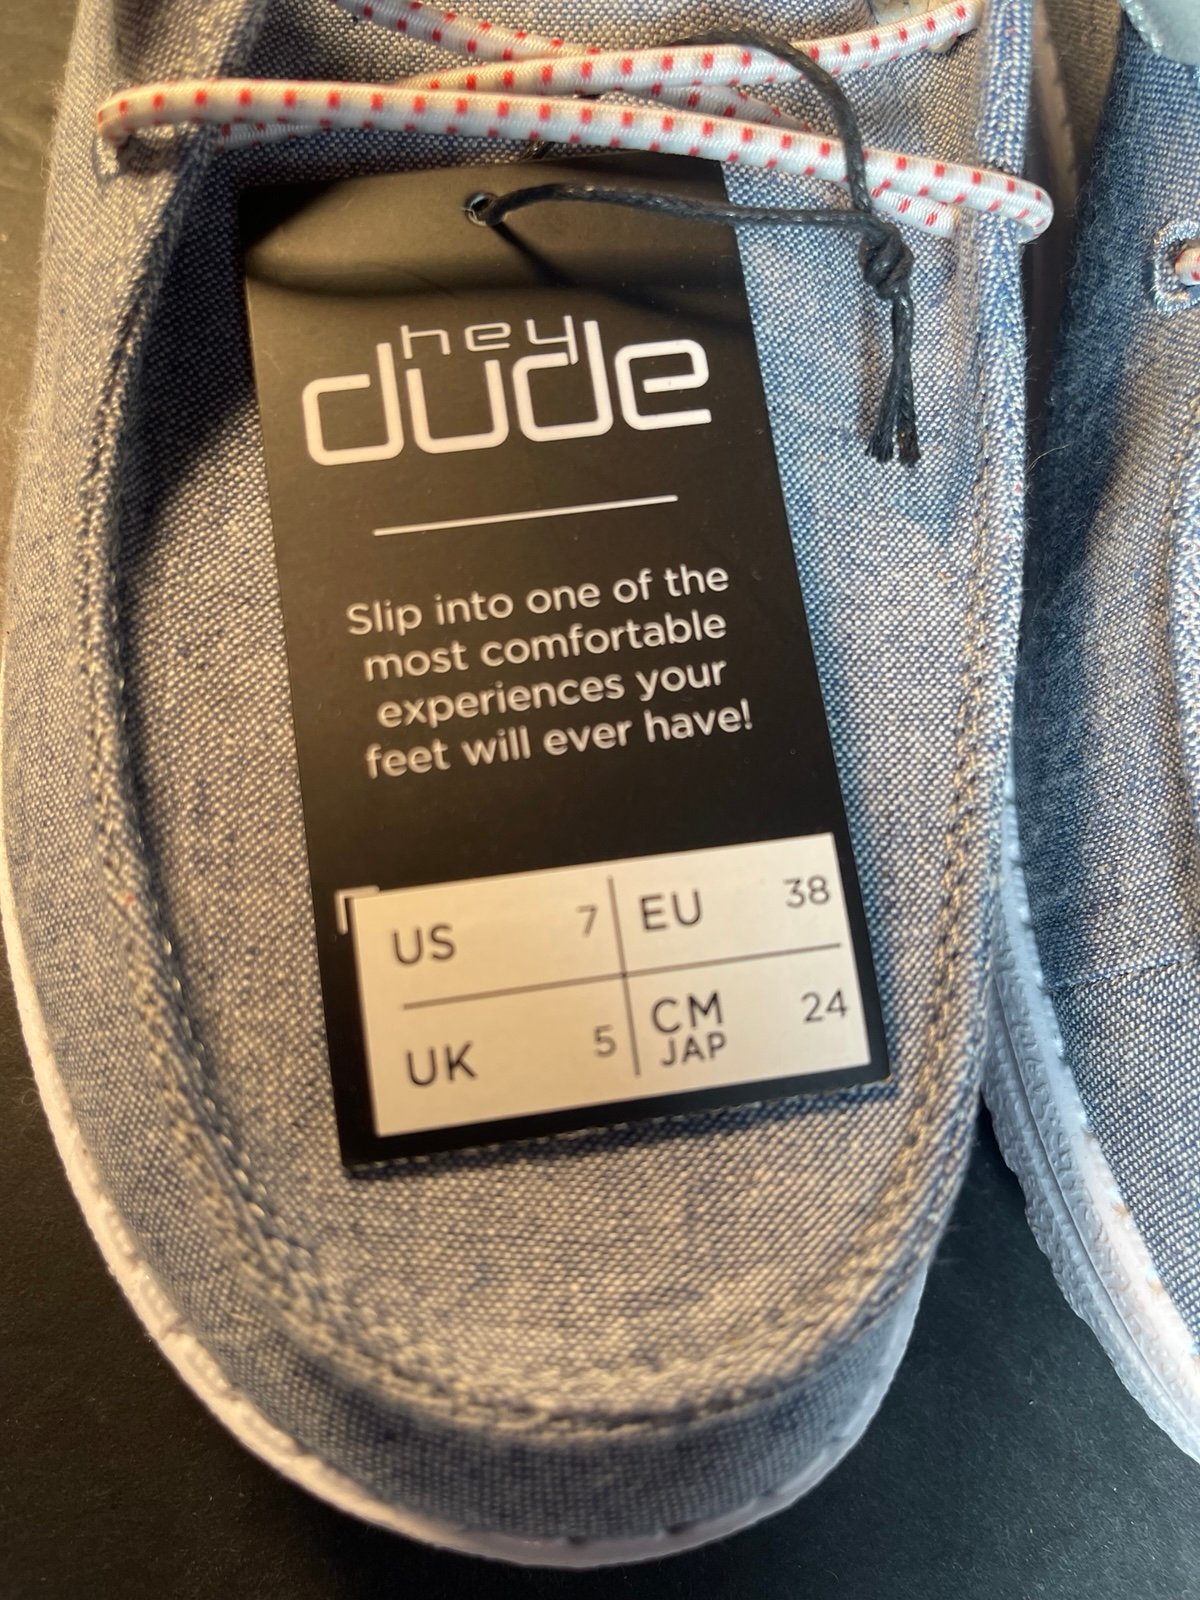 hey
dude
Slip into one of the
most comfortable
experiences your
feet will ever have!
US 7 EU 38
UK 5 CM JAP 24